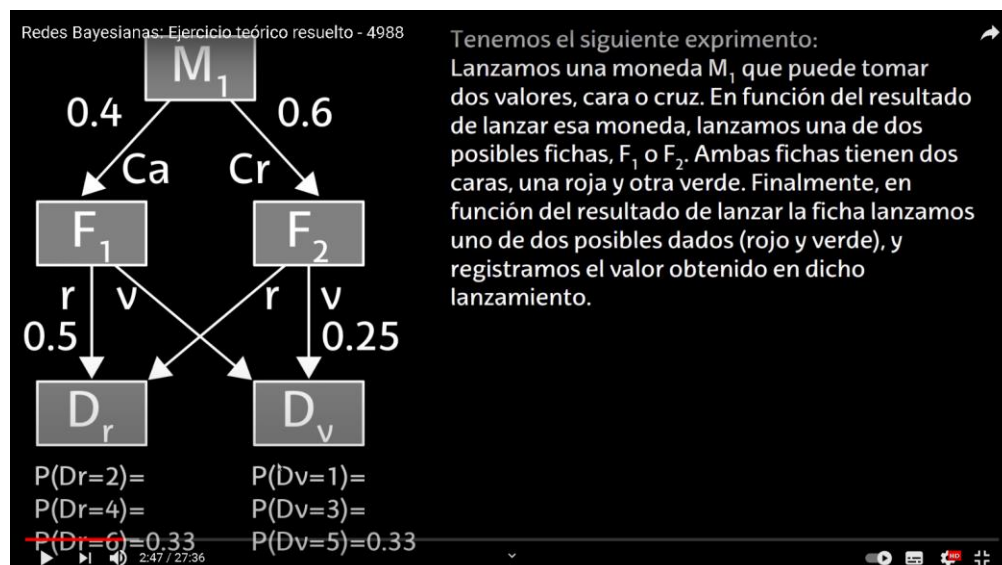 Redes Bayesianas: Ejercicio teórico resuelto - 4988
M₁
0.4 0.6
Ca Cr
F₁ F₂
r ν r ν
0.5 0.25
Dᵣ Dᵥ
P(Dr=2)= P(Dν=1)=
P(Dr=4)= P(Dν=3)=
P(Dr=6)=0.33 P(Dν=5)=0.33
Tenemos el siguiente exprimento:
Lanzamos una moneda M₁ que puede tomar
dos valores, cara o cruz. En función del resultado
de lanzar esa moneda, lanzamos una de dos
posibles fichas, F₁ o F₂. Ambas fichas tienen dos
caras, una roja y otra verde. Finalmente, en
función del resultado de lanzar la ficha lanzamos
uno de dos posibles dados (rojo y verde), y
registramos el valor obtenido en dicho
lanzamiento.
2:47 / 27:36
HD